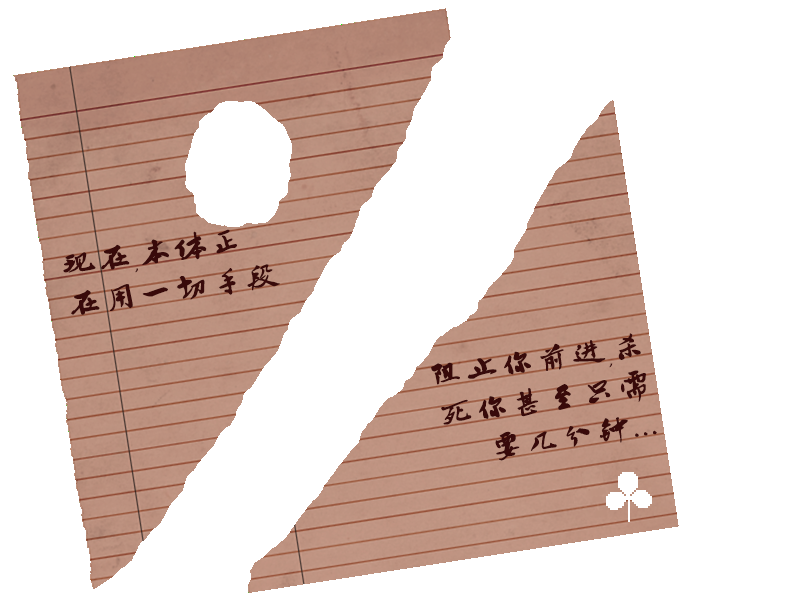 现在,本体正
在用一切手段
阻止你前进,杀
死你甚至只需
要几分钟...